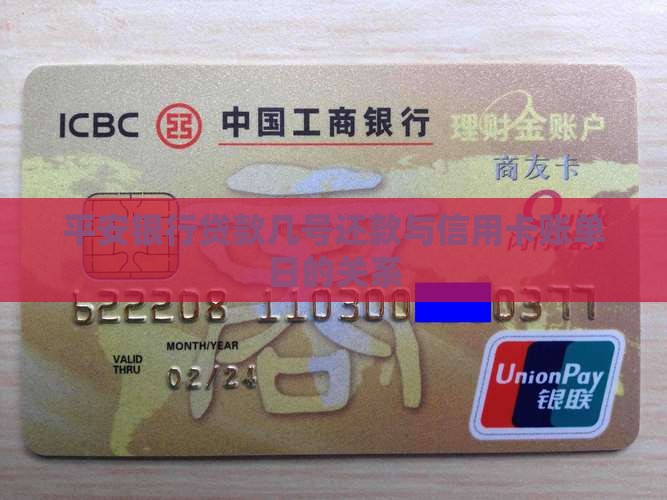 ICBC 中国工商银行 理财金账户
商友卡
平安银行贷款几号还款与信用卡账单
日的关系
622208 110300 0377
MONTH/YEAR
VALID
THRU
02/24
UnionPay
银联